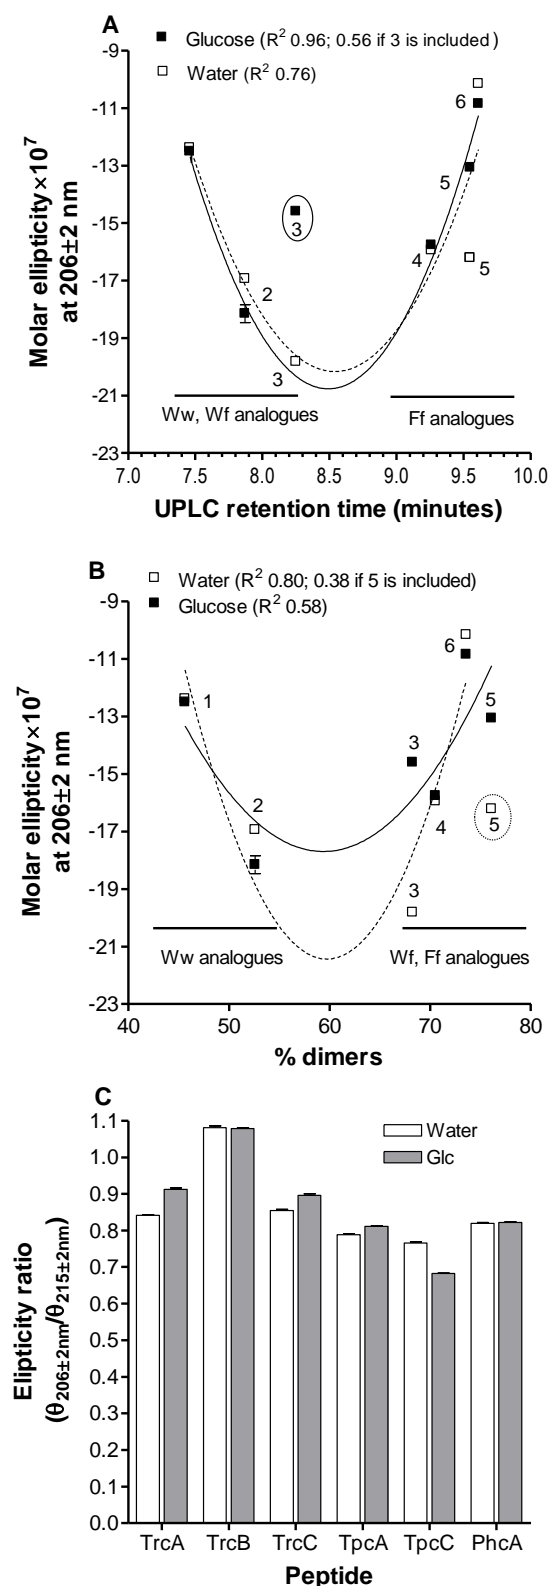 A
Glucose (R² 0.96; 0.56 if 3 is included )
Water (R² 0.76)
Molar ellipticity×10⁷
at 206±2 nm
-9
-11
-13
-15
-17
-19
-21
-23
6
5
3
4
5
2
3
Ww, Wf analogues
Ff analogues
7.0 7.5 8.0 8.5 9.0 9.5 10.0
UPLC retention time (minutes)
B
Water (R² 0.80; 0.38 if 5 is included)
Glucose (R² 0.58)
Molar ellipticity×10⁷
at 206±2 nm
-9
-11
-13
-15
-17
-19
-21
-23
6
1
5
3
2
4
5
3
Ww analogues
Wf, Ff analogues
40 50 60 70 80
% dimers
C
Water
Glc
Elipticity ratio
(θ206±2nm/θ215±2nm)
1.1
1.0
0.9
0.8
0.7
0.6
0.5
0.4
0.3
0.2
0.1
0.0
TrcA TrcB TrcC TpcA TpcC PhcA
Peptide